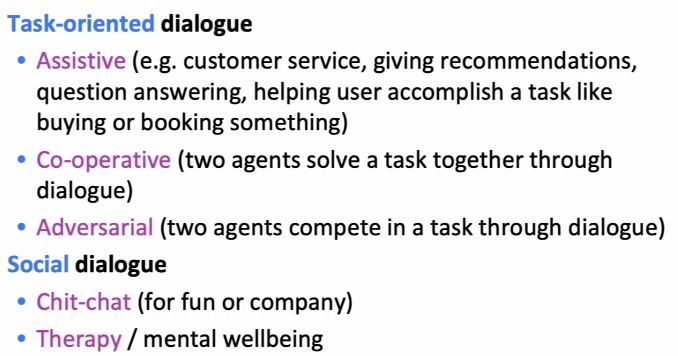 Task-oriented dialogue
• Assistive (e.g. customer service, giving recommendations,
question answering, helping user accomplish a task like
buying or booking something)
• Co-operative (two agents solve a task together through
dialogue)
• Adversarial (two agents compete in a task through dialogue)
Social dialogue
• Chit-chat (for fun or company)
• Therapy / mental wellbeing